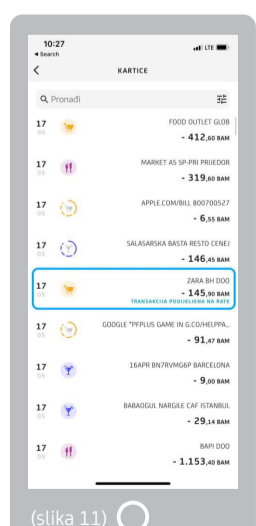 10:27
LTE
◄ Search
KARTICE
Pronađi
17 FOOD OUTLET GLOB
05 - 412,60 BAM
17 MARKET AS SP-PRI PRIJEDOR
05 - 319,60 BAM
17 APPLE.COM/BILL 800700527
05 - 6,55 BAM
17 SALASARSKA BASTA RESTO CENEJ
05 - 146,45 BAM
17 ZARA BH DOO
05 - 145,90 BAM
TRANSAKCIJA PODIJELJENA NA RATE
17 GOOGLE *PFPLUS GAME IN G.CO/HELPPA...
05 - 91,47 BAM
17 16APR BN7RVMG6P BARCELONA
05 - 9,00 BAM
17 BABAOGUL NARGILE CAF ISTANBUL
05 - 29,14 BAM
17 BAPI DOO
05 - 1.153,40 BAM
(slika 11)